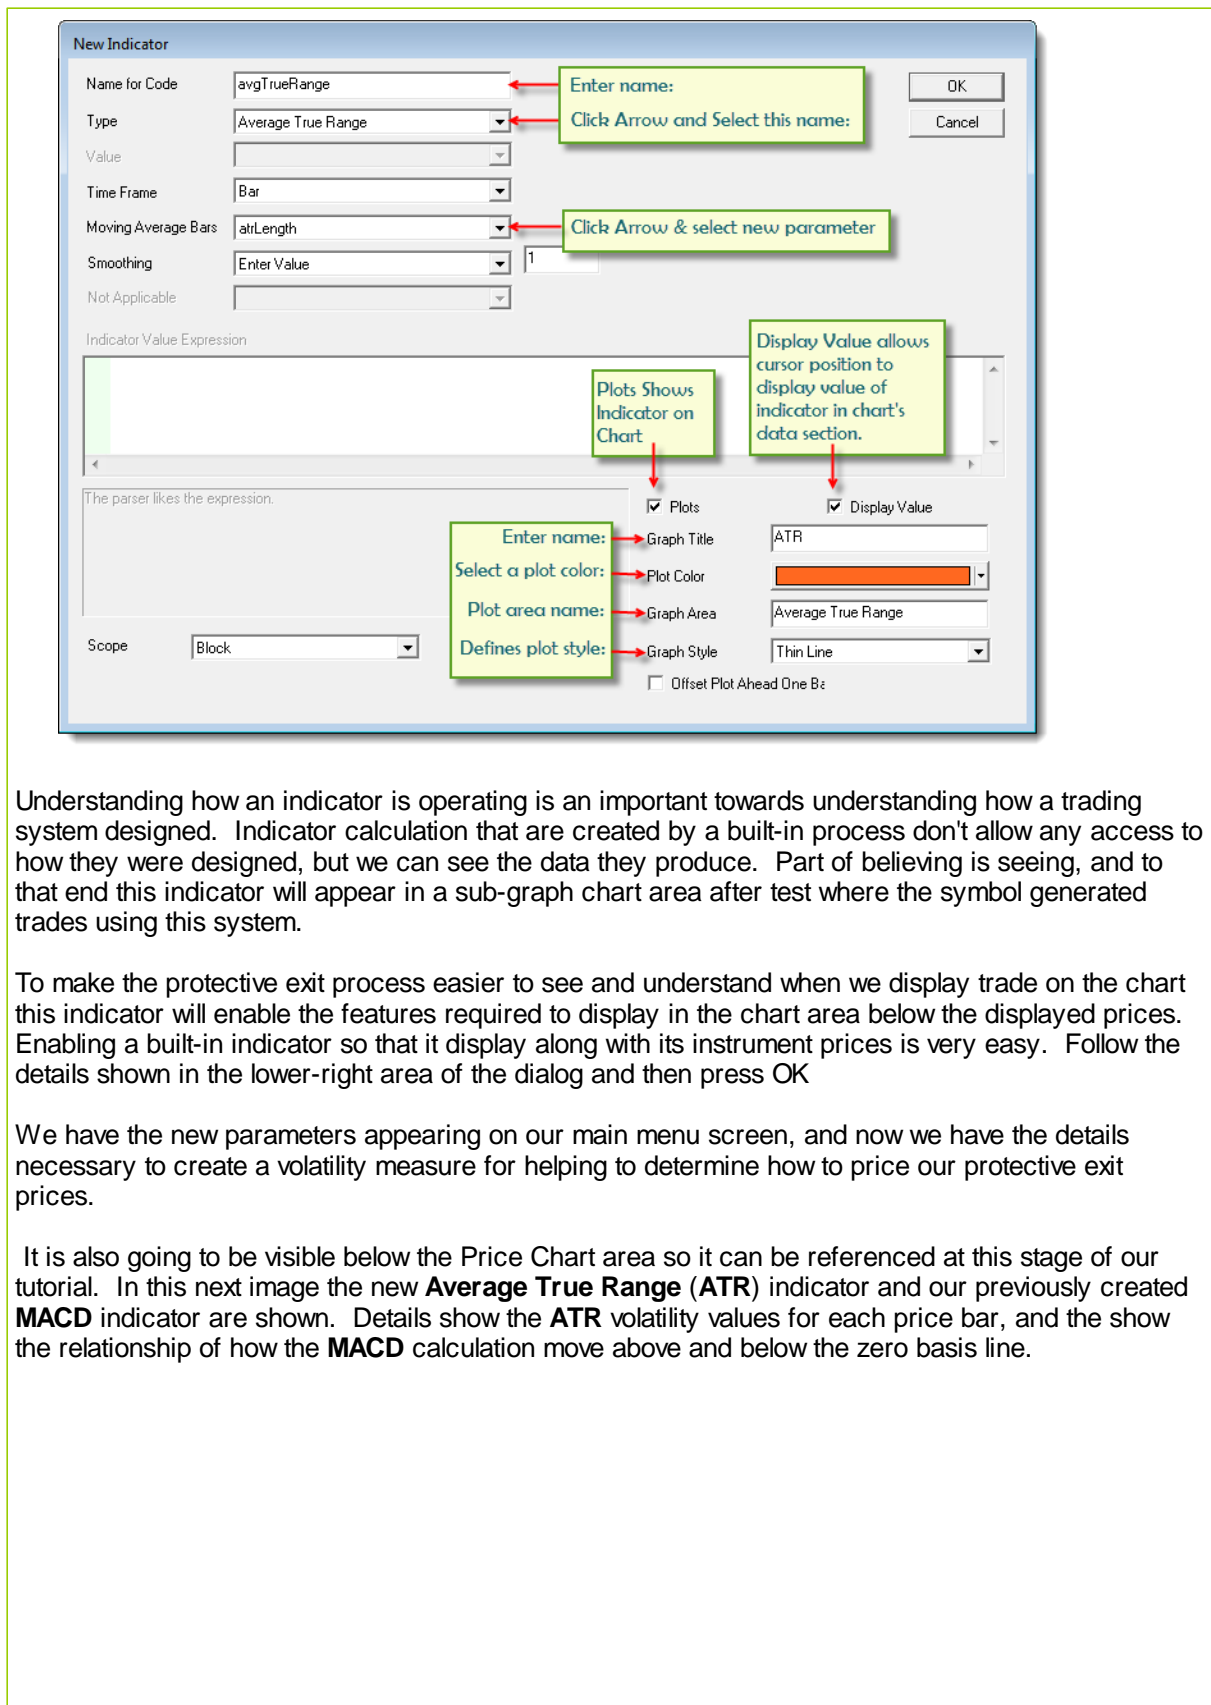 New Indicator
Name for Code
avgTrueRange
Enter name:
OK
Type
Average True Range
Click Arrow and Select this name:
Cancel
Value
Time Frame
Bar
Moving Average Bars
atrLength
Click Arrow & select new parameter
Smoothing
Enter Value
1
Not Applicable
Indicator Value Expression
Display Value allows
cursor position to
display value of
indicator in chart's
data section.
Plots Shows
Indicator on
Chart
The parser likes the expression.
Plots
Display Value
Enter name:
Graph Title
ATR
Select a plot color:
Plot Color
Plot area name:
Graph Area
Average True Range
Scope
Block
Defines plot style:
Graph Style
Thin Line
Offset Plot Ahead One Ba
Understanding how an indicator is operating is an important towards understanding how a trading
system designed.  Indicator calculation that are created by a built-in process don't allow any access to
how they were designed, but we can see the data they produce.  Part of believing is seeing, and to
that end this indicator will appear in a sub-graph chart area after test where the symbol generated
trades using this system.
To make the protective exit process easier to see and understand when we display trade on the chart
this indicator will enable the features required to display in the chart area below the displayed prices.
Enabling a built-in indicator so that it display along with its instrument prices is very easy.  Follow the
details shown in the lower-right area of the dialog and then press OK
We have the new parameters appearing on our main menu screen, and now we have the details
necessary to create a volatility measure for helping to determine how to price our protective exit
prices.
It is also going to be visible below the Price Chart area so it can be referenced at this stage of our
tutorial.  In this next image the new Average True Range (ATR) indicator and our previously created
MACD indicator are shown.  Details show the ATR volatility values for each price bar, and the show
the relationship of how the MACD calculation move above and below the zero basis line.